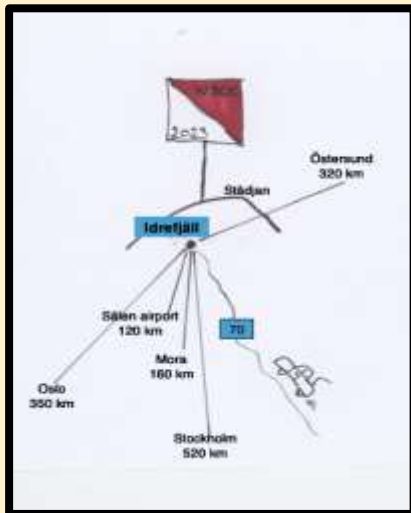 2023
Östersund
320 km
Städjan
Idrefjäll
Sälen airport
120 km
70
Mora
160 km
Oslo
350 km
Stockholm
520 km